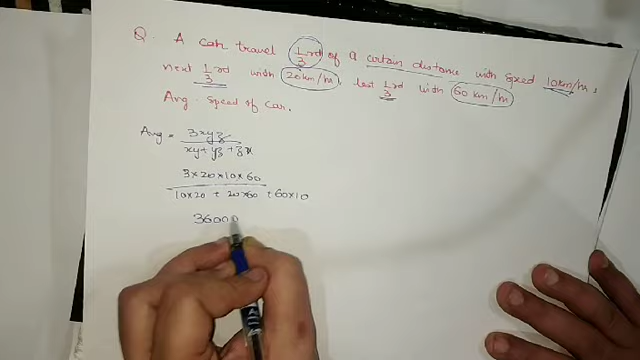 Q. A cah travel 1/3rd of a certain distance with speed 10km/hr,
next 1/3rd with 20km/hr, last 1/3rd with 60 km/hr
Avg. speed of car.
Avg = 3xyz / xy + yz + zx
3×20×10×60 / 10×20 + 20×60 + 60×10
36000